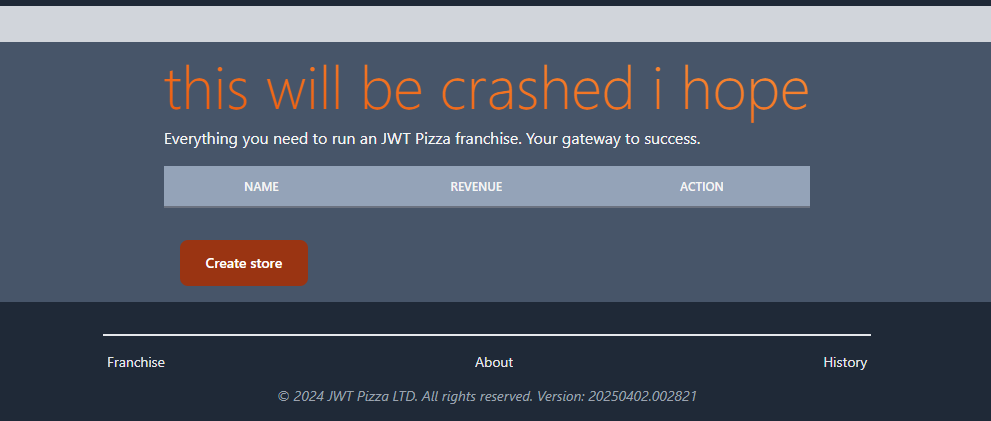 this will be crashed i hope
Everything you need to run an JWT Pizza franchise. Your gateway to success.
NAME REVENUE ACTION
Create store
Franchise About History
© 2024 JWT Pizza LTD. All rights reserved. Version: 20250402.002821